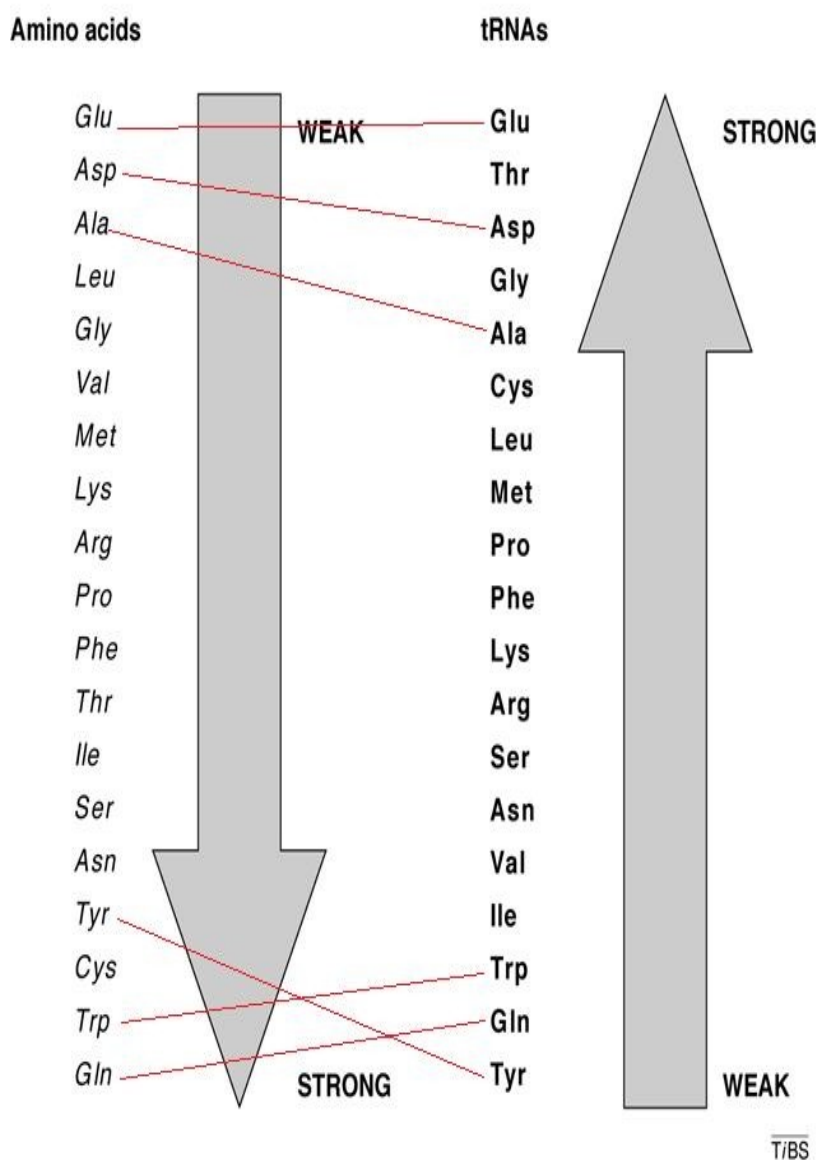 Amino acids tRNAs
Glu WEAK Glu STRONG
Asp Thr
Ala Asp
Leu Gly
Gly Ala
Val Cys
Met Leu
Lys Met
Arg Pro
Pro Phe
Phe Lys
Thr Arg
Ile Ser
Ser Asn
Asn Val
Tyr Ile
Cys Trp
Trp Gln
Gln STRONG Tyr WEAK
TiBS